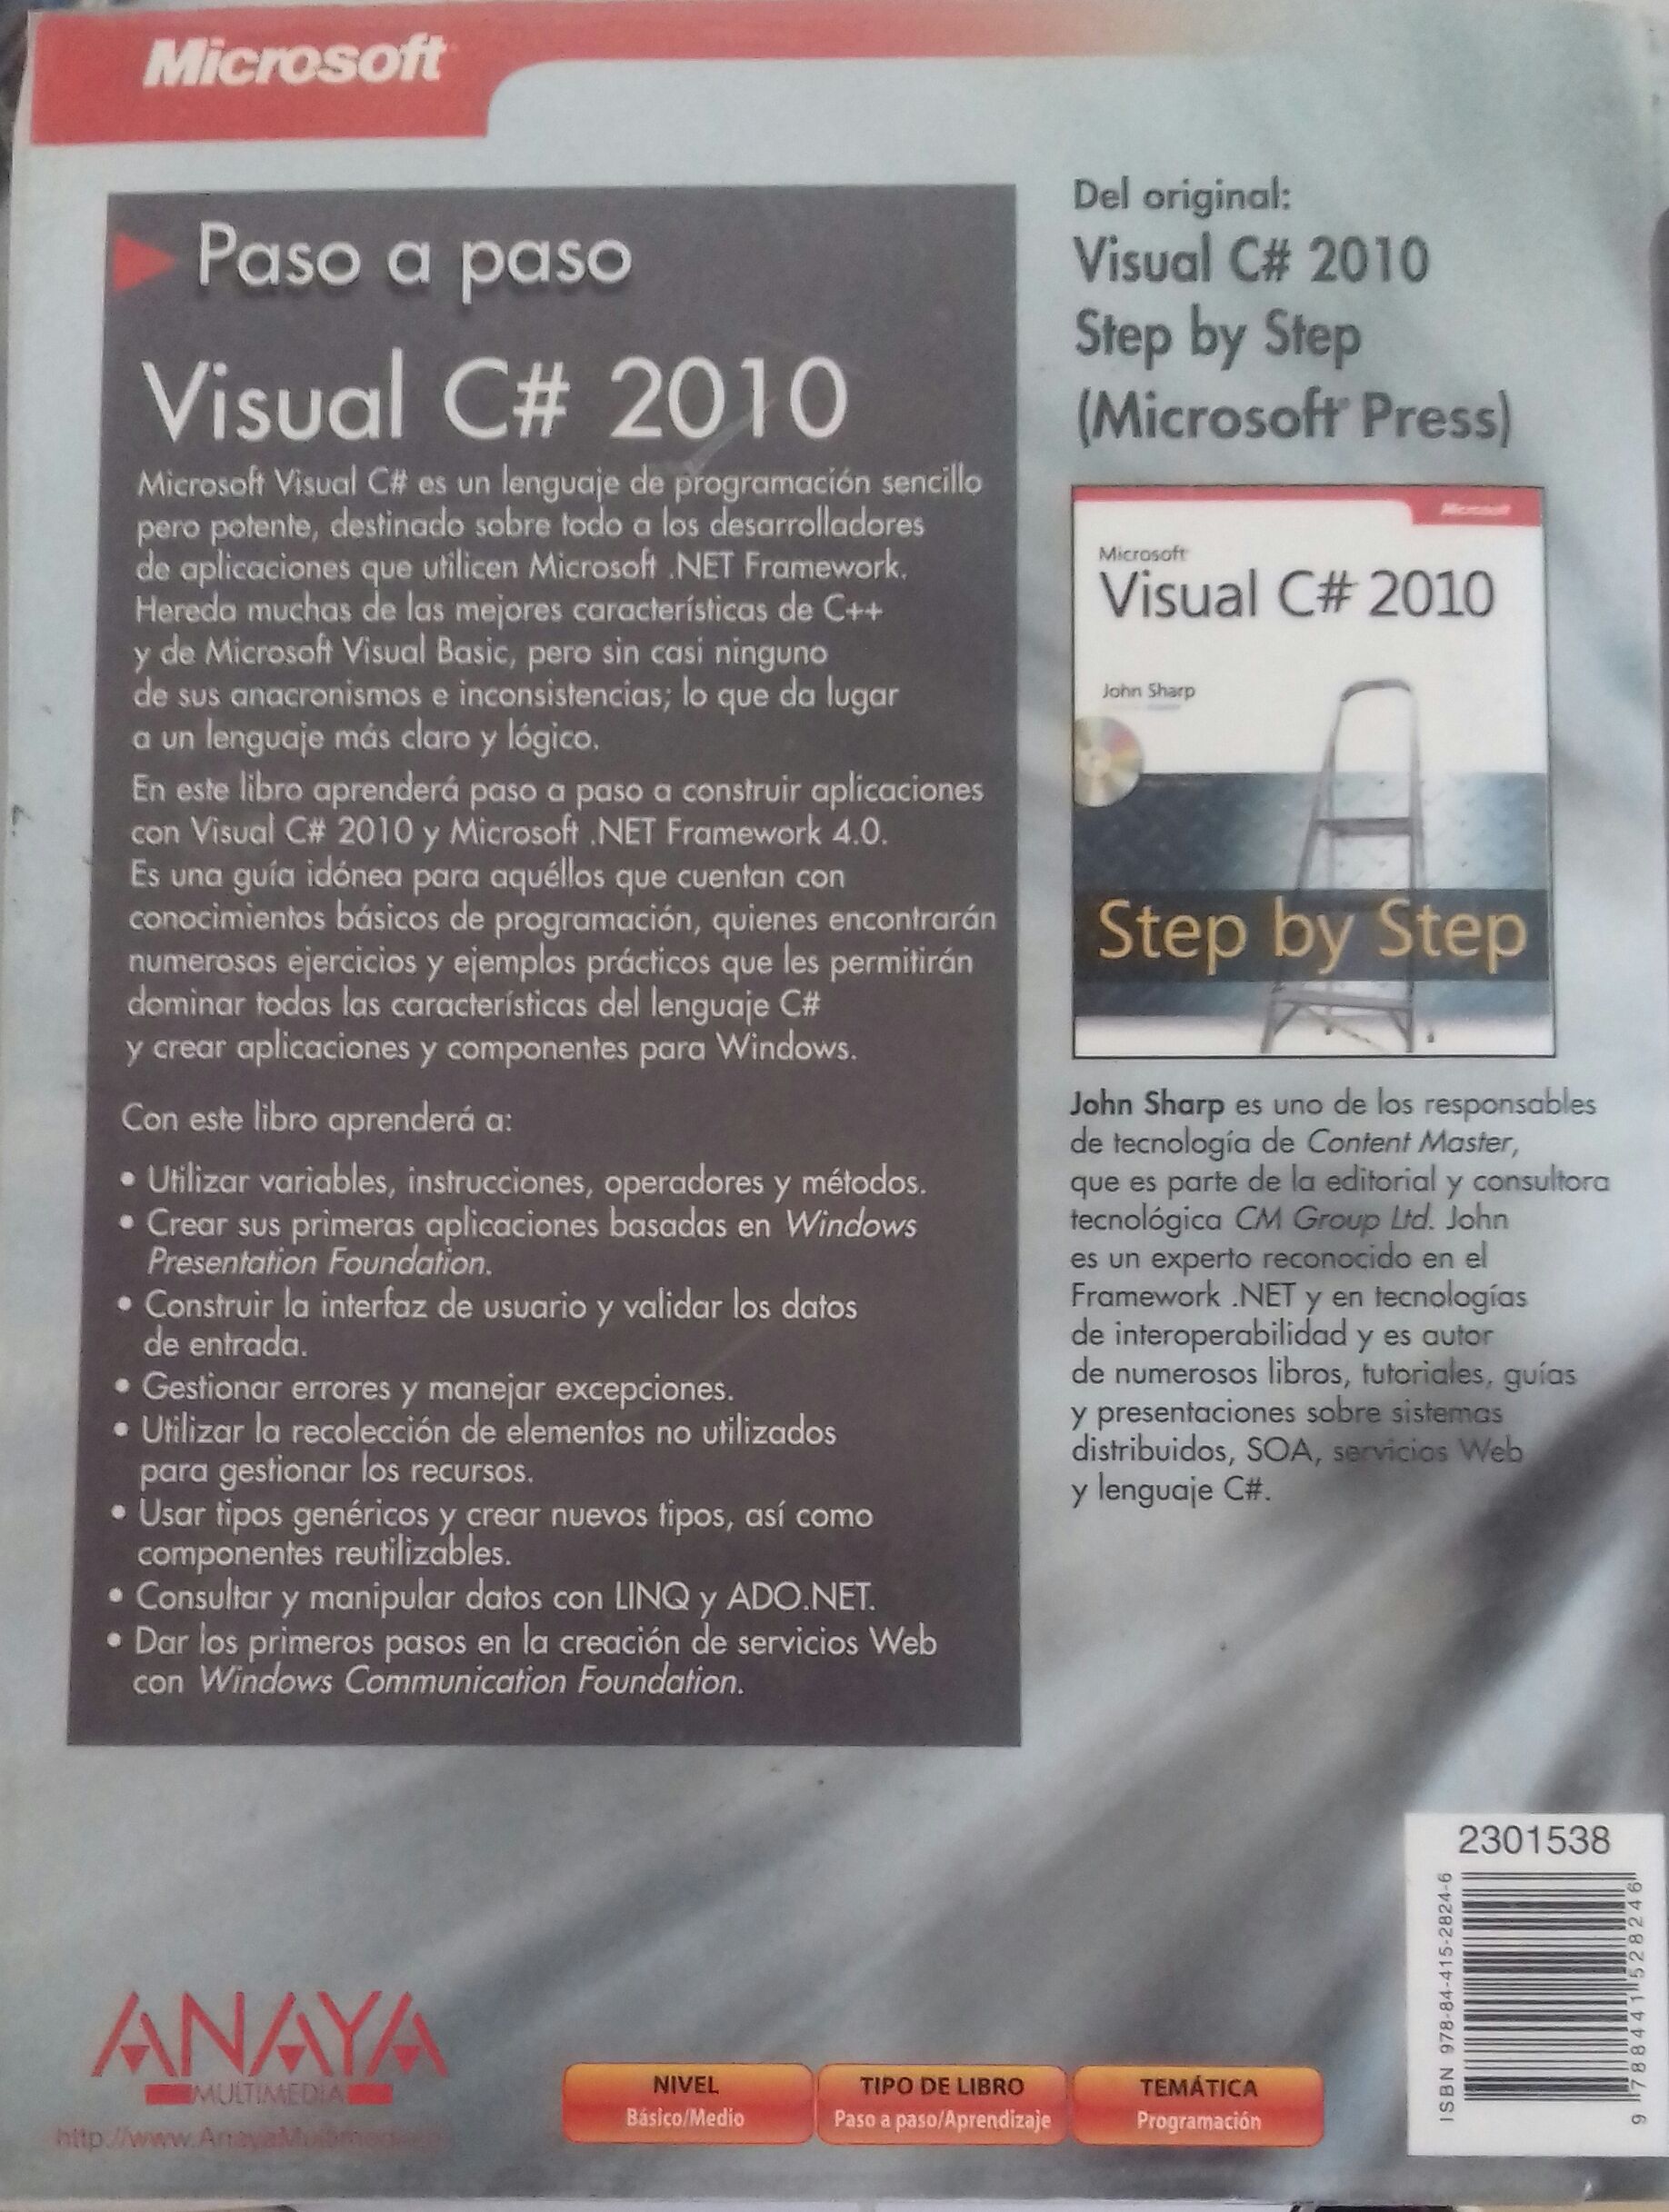 Microsoft
Paso a paso
Visual C# 2010
Microsoft Visual C# es un lenguaje de programación sencillo
pero potente, destinado sobre todo a los desarrolladores
de aplicaciones que utilicen Microsoft .NET Framework.
Hereda muchas de las mejores características de C++
y de Microsoft Visual Basic, pero sin casi ninguno
de sus anacronismos e inconsistencias; lo que da lugar
a un lenguaje más claro y lógico.
En este libro aprenderá paso a paso a construir aplicaciones
con Visual C# 2010 y Microsoft .NET Framework 4.0.
Es una guía idónea para aquéllos que cuentan con
conocimientos básicos de programación, quienes encontrarán
numerosos ejercicios y ejemplos prácticos que les permitirán
dominar todas las características del lenguaje C#
y crear aplicaciones y componentes para Windows.
Con este libro aprenderá a:
• Utilizar variables, instrucciones, operadores y métodos.
• Crear sus primeras aplicaciones basadas en Windows
Presentation Foundation.
• Construir la interfaz de usuario y validar los datos
de entrada.
• Gestionar errores y manejar excepciones.
• Utilizar la recolección de elementos no utilizados
para gestionar los recursos.
• Usar tipos genéricos y crear nuevos tipos, así como
componentes reutilizables.
• Consultar y manipular datos con LINQ y ADO.NET.
• Dar los primeros pasos en la creación de servicios Web
con Windows Communication Foundation.
Del original:
Visual C# 2010
Step by Step
(Microsoft® Press)
Microsoft
Microsoft
Visual C# 2010
John Sharp
Step by Step
John Sharp es uno de los responsables
de tecnología de Content Master,
que es parte de la editorial y consultora
tecnológica CM Group Ltd. John
es un experto reconocido en el
Framework .NET y en tecnologías
de interoperabilidad y es autor
de numerosos libros, tutoriales, guías
y presentaciones sobre sistemas
distribuidos, SOA, servicios Web
y lenguaje C#.
2301538
ISBN 978-84-415-2824-6
9 788441 528246
ANAYA
MULTIMEDIA
NIVEL
Básico/Medio
TIPO DE LIBRO
Paso a paso/Aprendizaje
TEMÁTICA
Programación